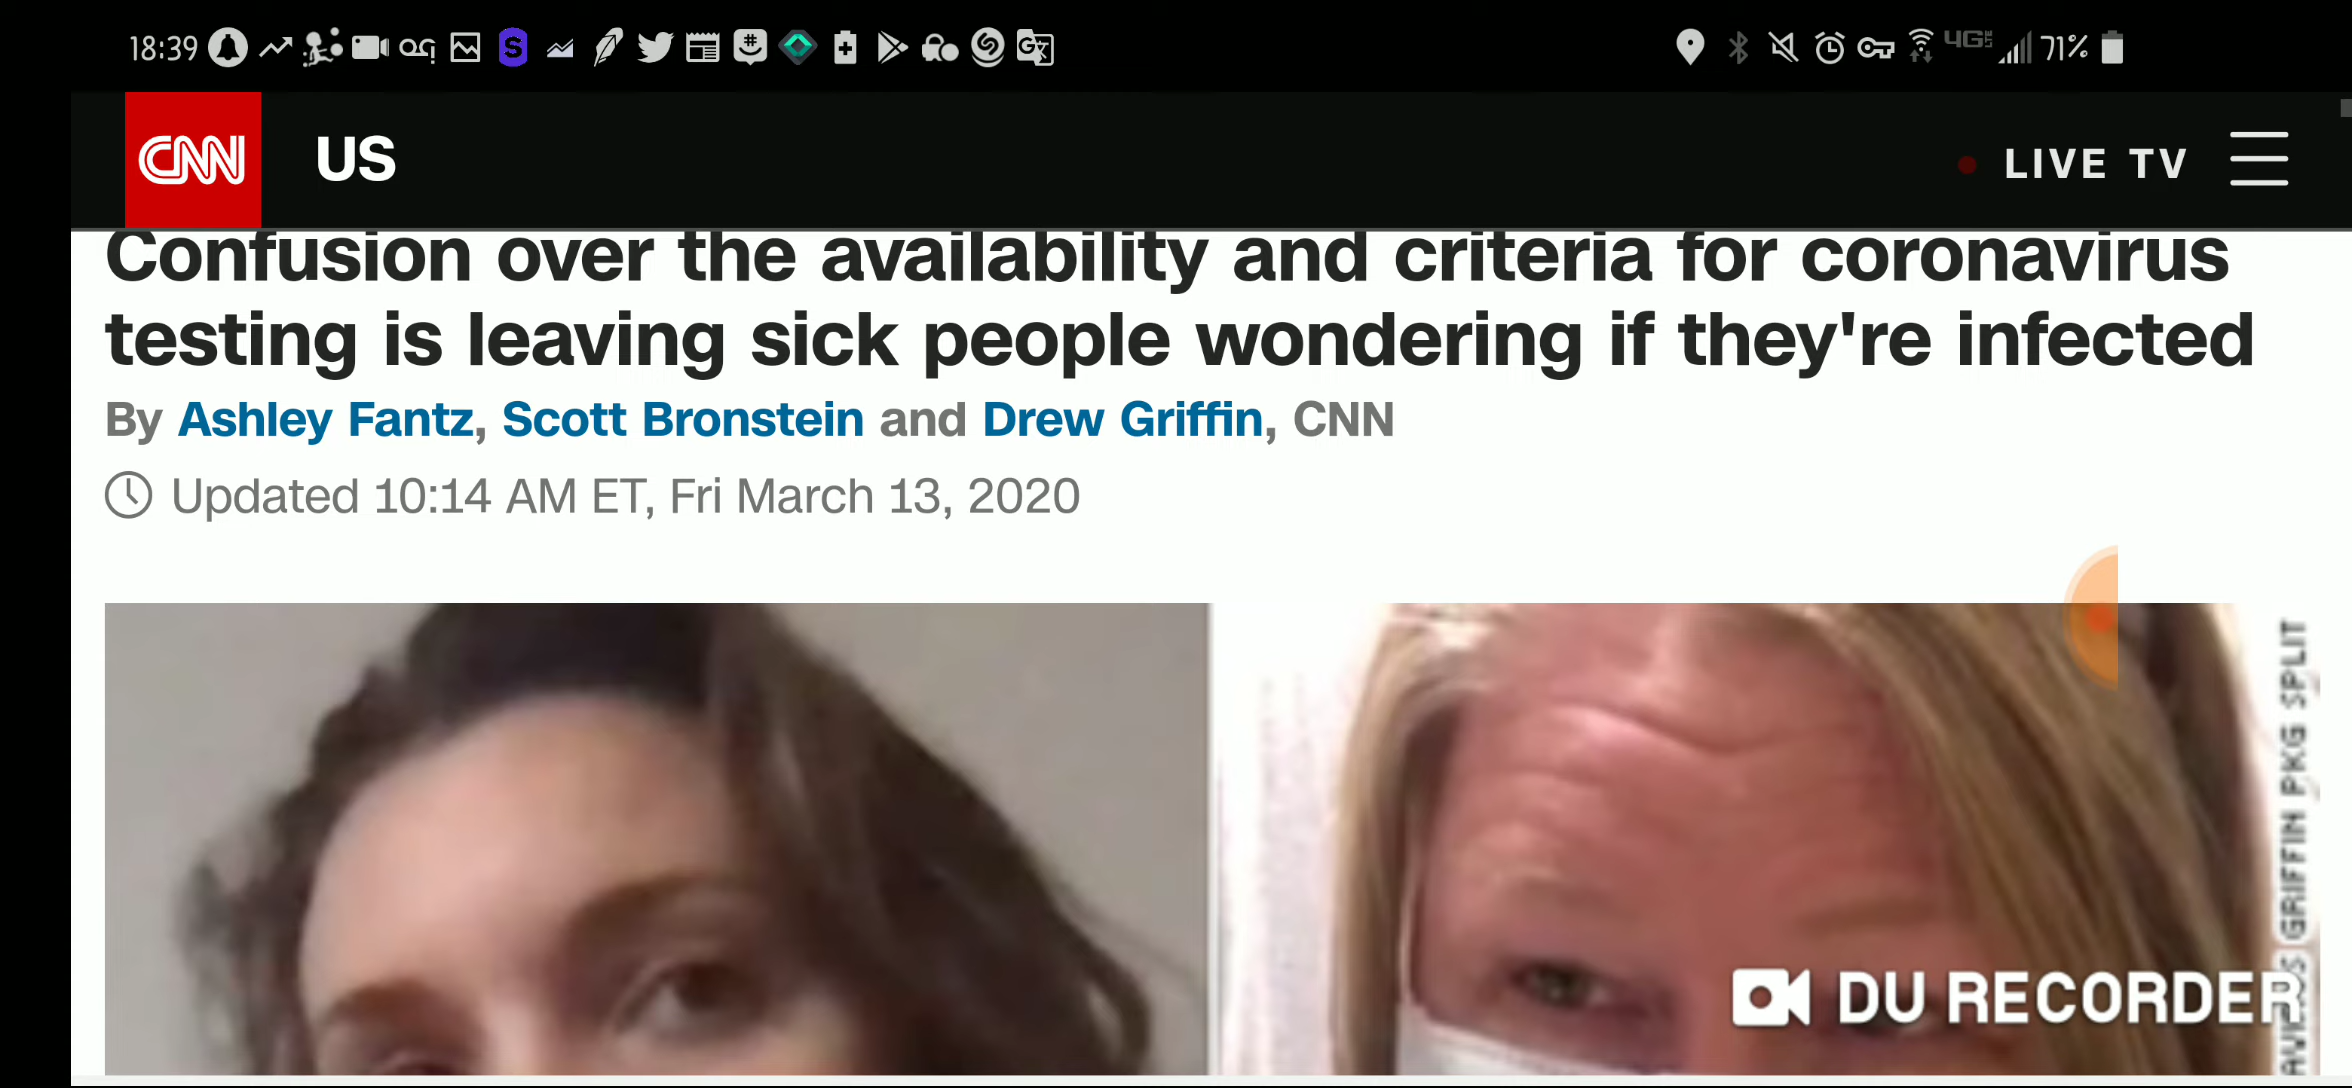 18:39
4G LTE 71%
CNN US LIVE TV
Confusion over the availability and criteria for coronavirus
testing is leaving sick people wondering if they're infected
By Ashley Fantz, Scott Bronstein and Drew Griffin, CNN
Updated 10:14 AM ET, Fri March 13, 2020
GRIFFIN PKG SPLIT
DU RECORDER